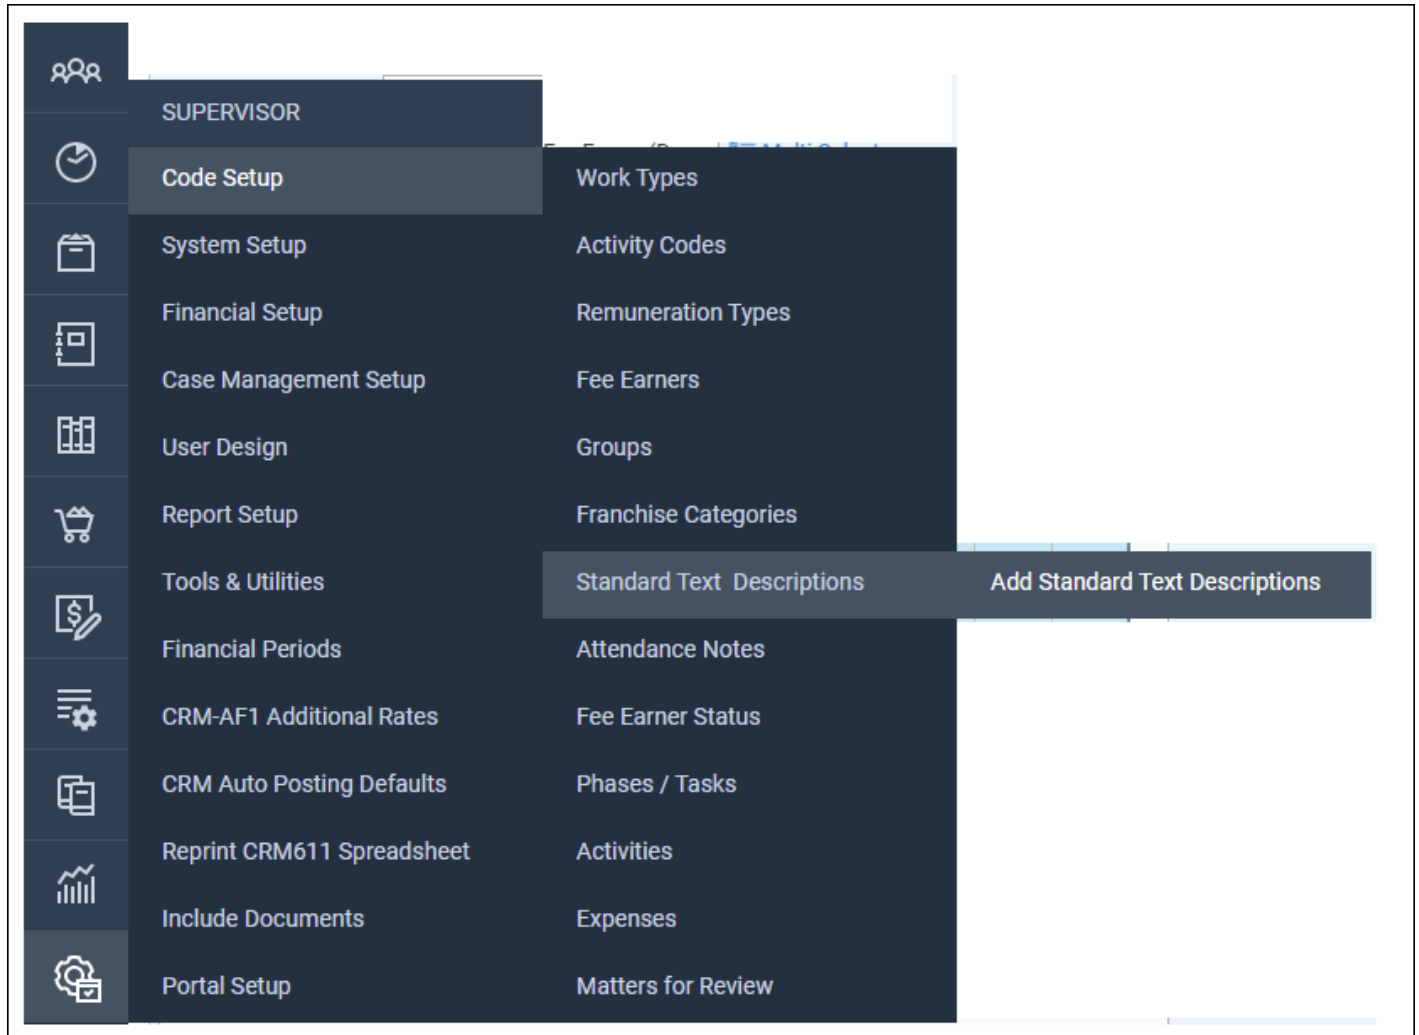 SUPERVISOR
Code Setup
System Setup
Financial Setup
Case Management Setup
User Design
Report Setup
Tools & Utilities
Financial Periods
CRM-AF1 Additional Rates
CRM Auto Posting Defaults
Reprint CRM611 Spreadsheet
Include Documents
Portal Setup
Work Types
Activity Codes
Remuneration Types
Fee Earners
Groups
Franchise Categories
Standard Text Descriptions
Attendance Notes
Fee Earner Status
Phases / Tasks
Activities
Expenses
Matters for Review
Add Standard Text Descriptions